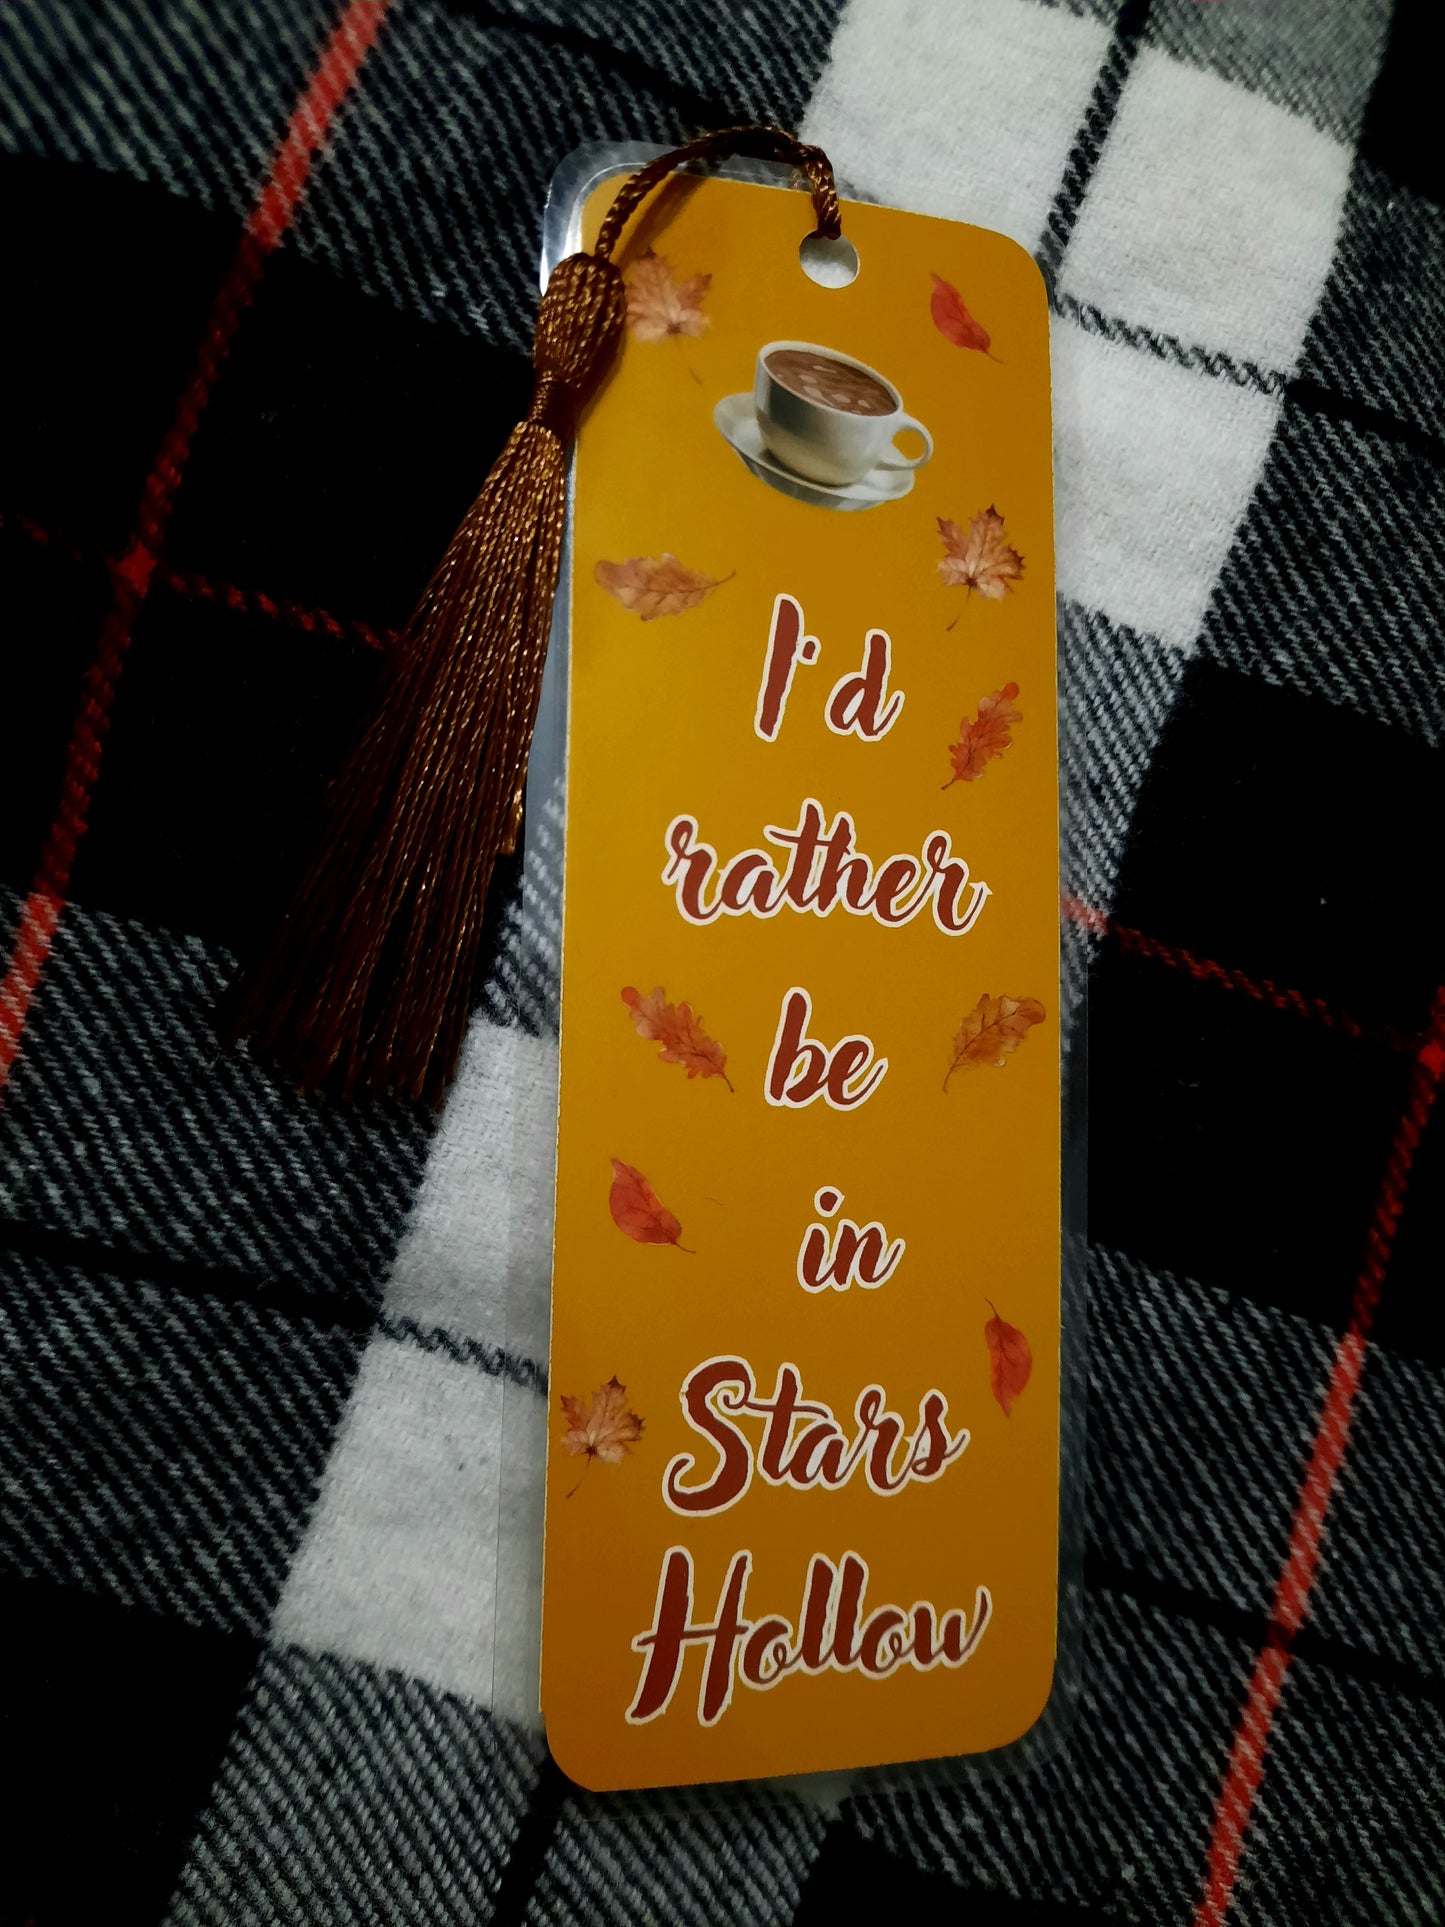 I'd
rather
be
in
Stars
Hollow